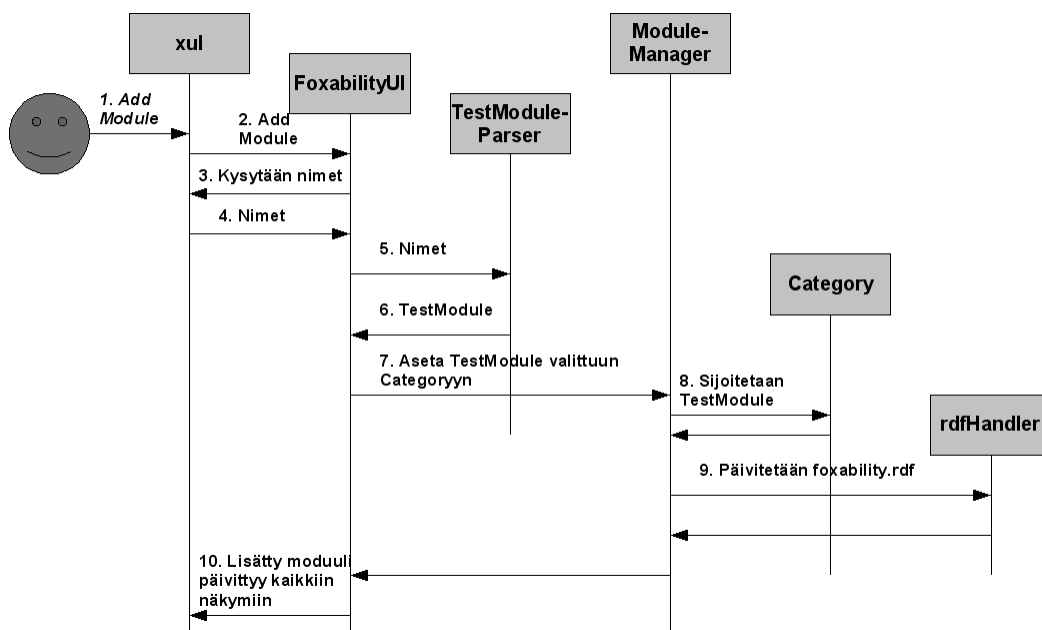 xul
Module-
Manager
FoxabilityUI
TestModule-
Parser
1. Add
Module
2. Add
Module
3. Kysytään nimet
4. Nimet
5. Nimet
Category
6. TestModule
7. Aseta TestModule valittuun
Categoryyn
8. Sijoitetaan
TestModule
rdfHandler
9. Päivitetään foxability.rdf
10. Lisätty moduuli
päivittyy kaikkiin
näkymiin